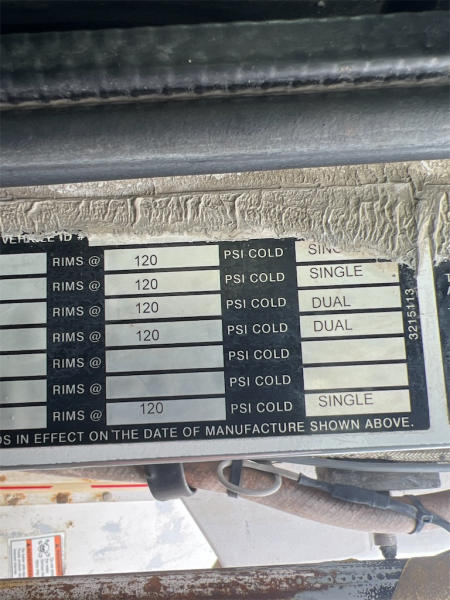 VEHICLE ID #
RIMS @ 120 PSI COLD SINGLE
RIMS @ 120 PSI COLD SINGLE
RIMS @ 120 PSI COLD DUAL
RIMS @ 120 PSI COLD DUAL
RIMS @ PSI COLD
RIMS @ PSI COLD
RIMS @ 120 PSI COLD SINGLE
DS IN EFFECT ON THE DATE OF MANUFACTURE SHOWN ABOVE.
3215113